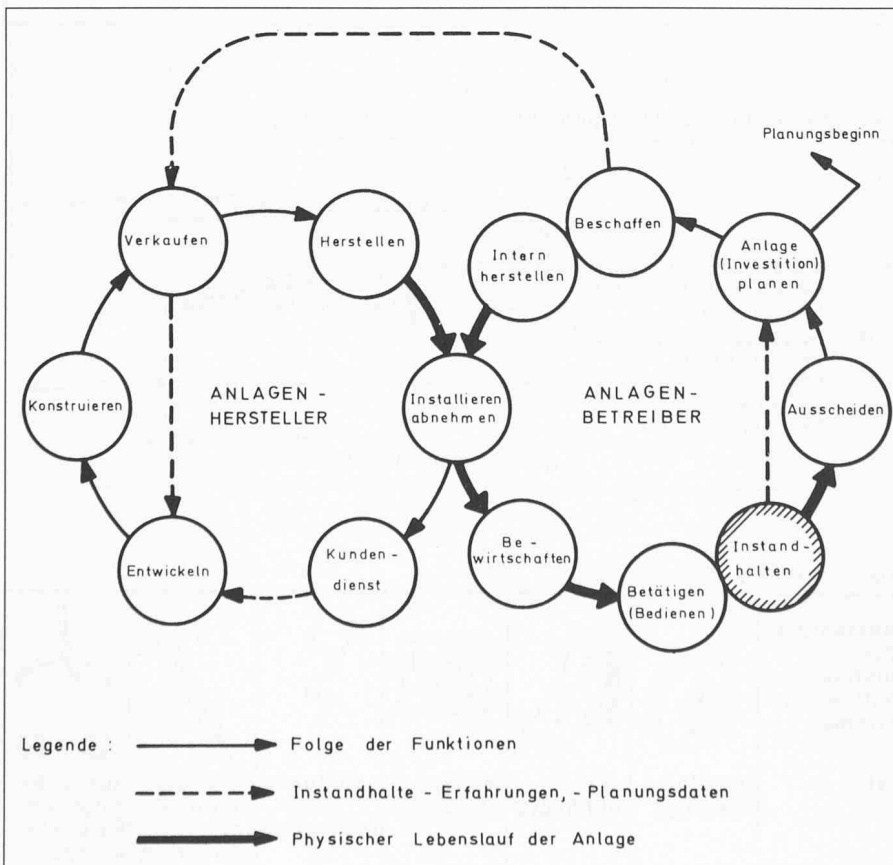 Planungsbeginn
Verkaufen
Herstellen
Intern
herstellen
Beschaffen
Anlage
(Investition)
planen
Konstruieren
ANLAGEN -
HERSTELLER
Installieren
abnehmen
ANLAGEN-
BETREIBER
Ausscheiden
Entwickeln
Kunden -
dienst
Be -
wirtschaften
Betätigen
(Bedienen)
Instand-
halten
Legende : Folge der Funktionen
Instandhalte - Erfahrungen, - Planungsdaten
Physischer Lebenslauf der Anlage